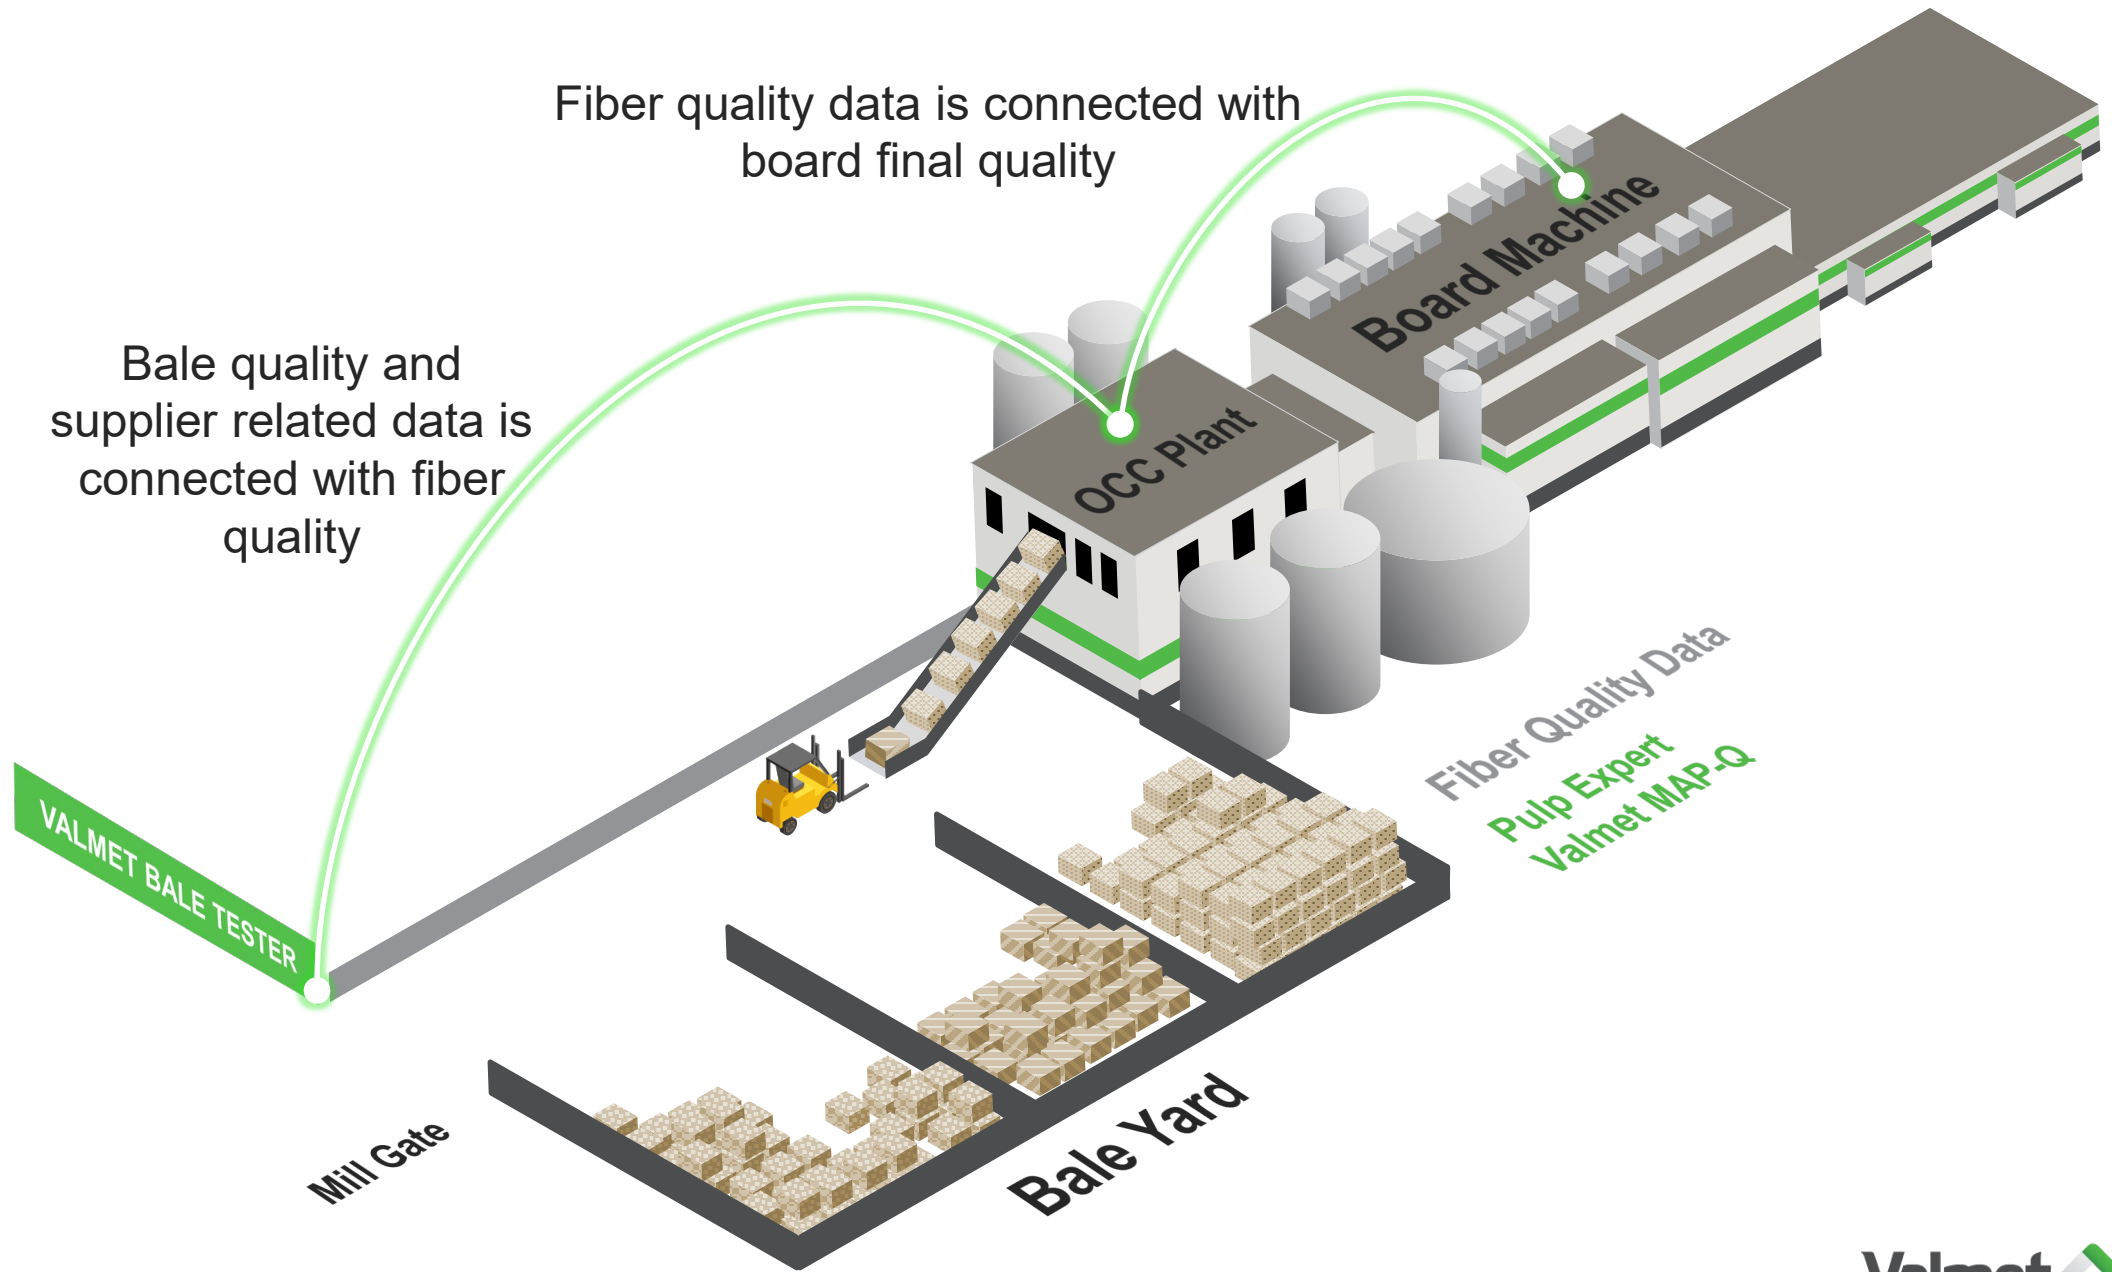 Fiber quality data is connected with
board final quality
Bale quality and
supplier related data is
connected with fiber
quality
Board Machine
OCC Plant
Fiber Quality Data
Pulp Expert
Valmet MAP-Q
VALMET BALE TESTER
Mill Gate
Bale Yard
Valmet